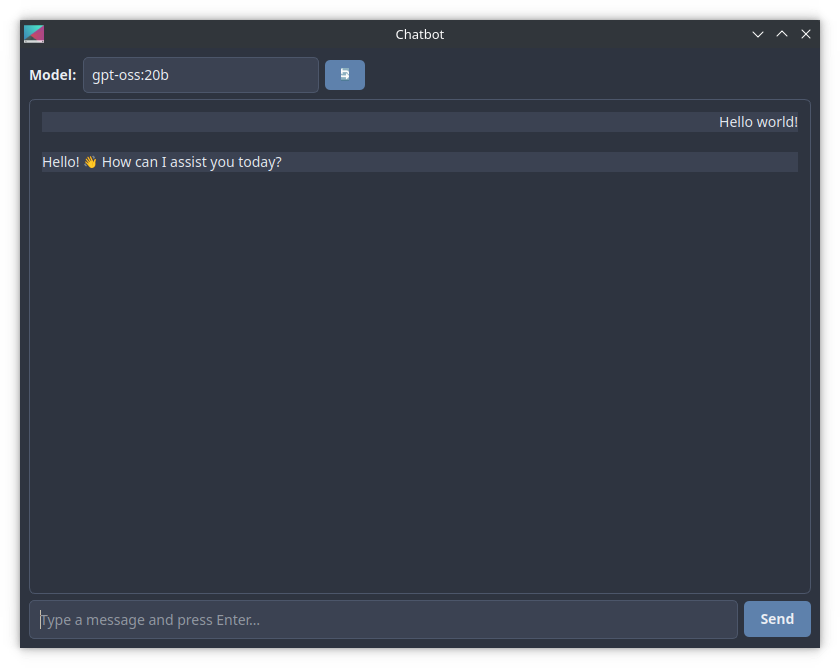 Chatbot
Model: gpt-oss:20b
Hello world!
Hello! 👋 How can I assist you today?
Type a message and press Enter...
Send